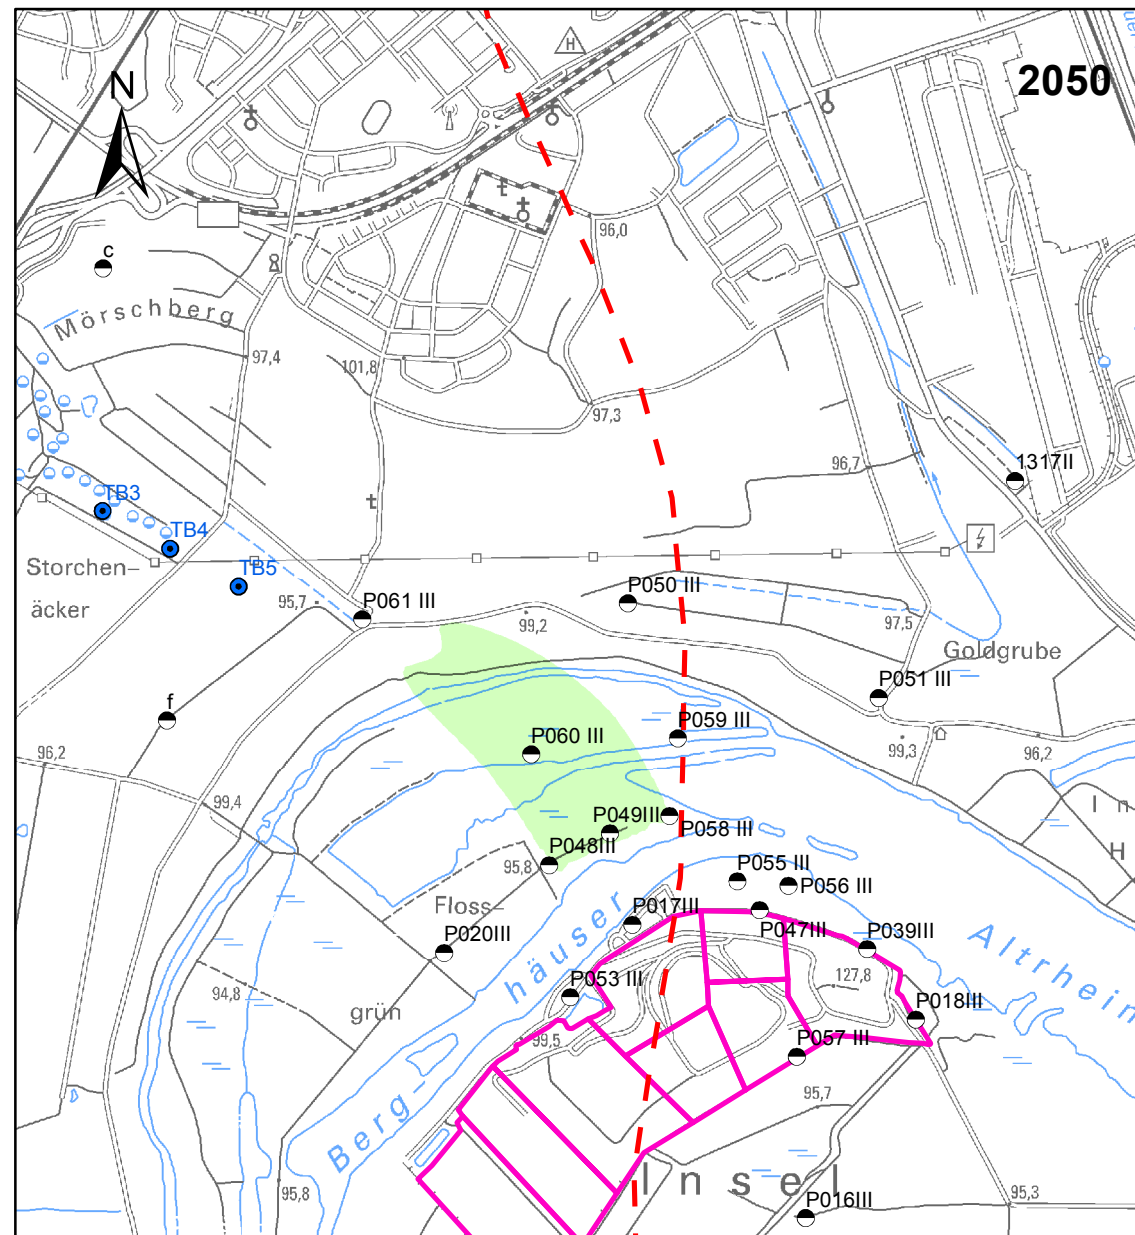 2050
N
H
c
96,0
Mörschberg
97,4
101,8
97,3
96,7
1317II
TB3
TB4
TB5
Storchen-
äcker
95,7
P061 III
99,2
P050 III
97,5
Goldgrube
f
P051 III
P059 III
P060 III
99,3
96,2
96,2
99,4
I n
H
P049III
P058 III
P048III
95,8
P055 III
P056 III
Floss-
grün
P017III
P047III
P020III
P039III
Altrhein
häuser
Berg-
P053 III
127,8
94,8
P018III
99,5
P057 III
95,7
Insel
95,8
95,3
P016III